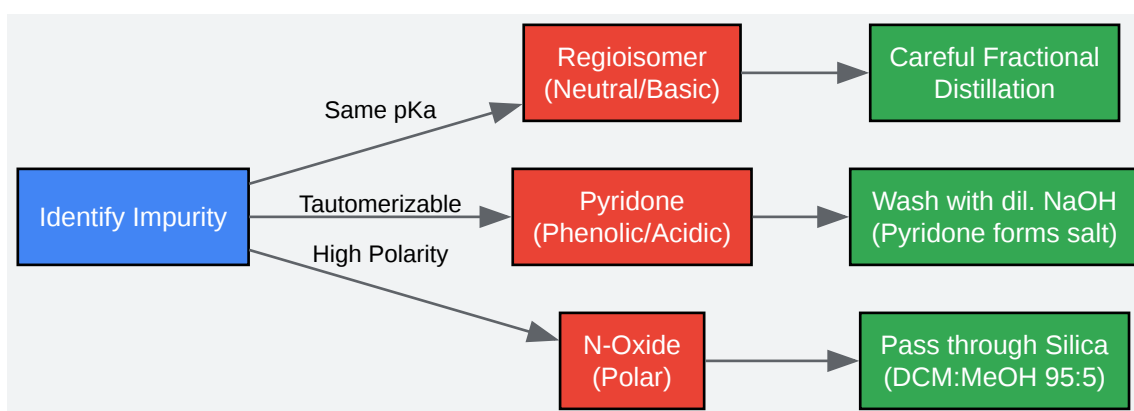 Identify Impurity
Same pKa
Regioisomer
(Neutral/Basic)
Careful Fractional
Distillation
Tautomerizable
Pyridone
(Phenolic/Acidic)
Wash with dil. NaOH
(Pyridone forms salt)
High Polarity
N-Oxide
(Polar)
Pass through Silica
(DCM:MeOH 95:5)